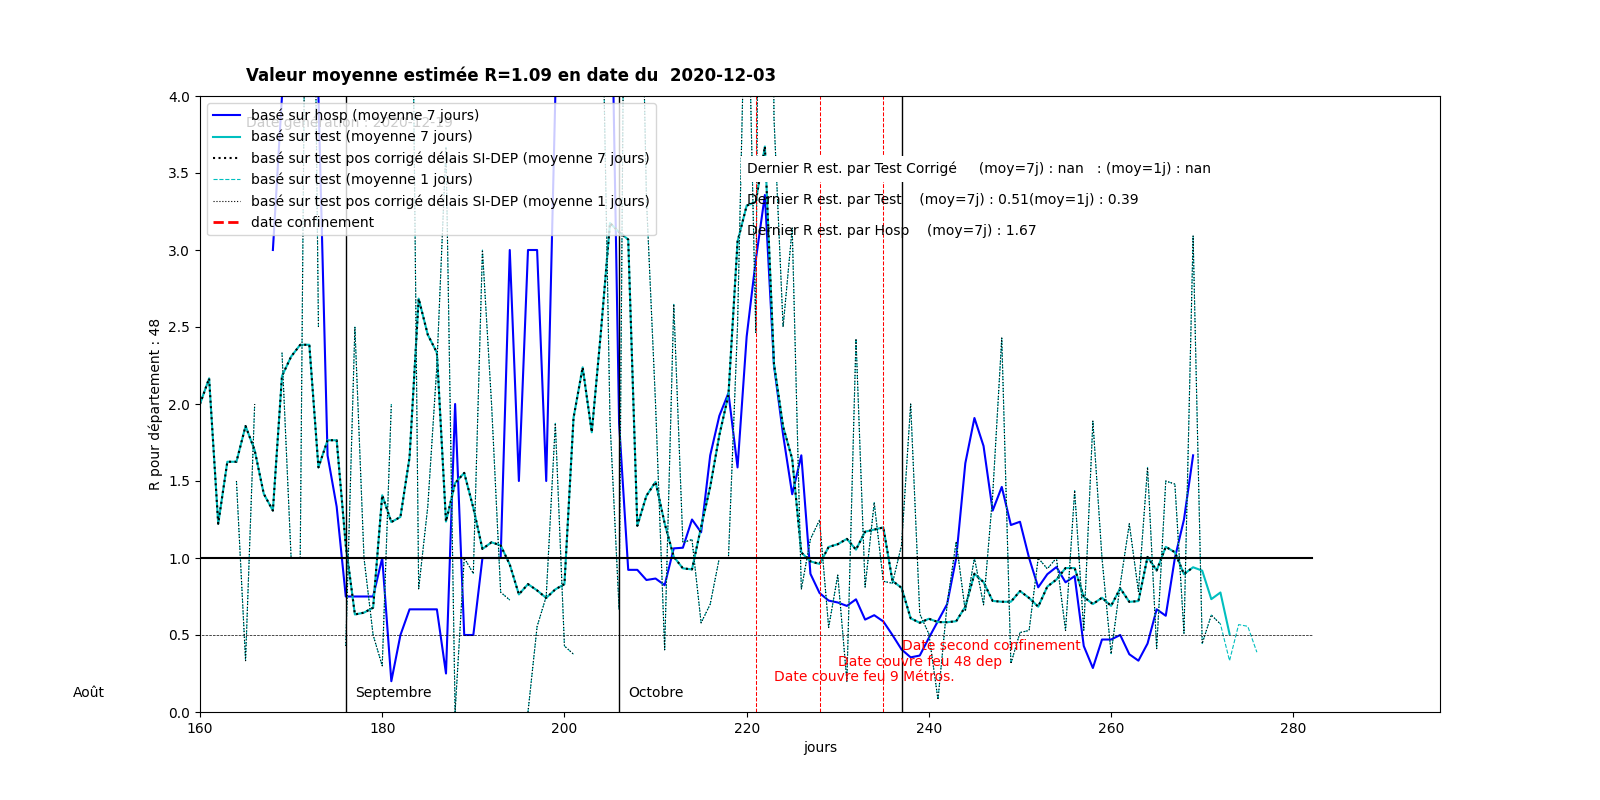 Valeur moyenne estimée R=1.09 en date du  2020-12-03
4.0
3.5
3.0
2.5
2.0
1.5
1.0
0.5
0.0
R pour département : 48
basé sur hosp (moyenne 7 jours)
basé sur test (moyenne 7 jours)
basé sur test pos corrigé délais SI-DEP (moyenne 7 jours)
basé sur test (moyenne 1 jours)
basé sur test pos corrigé délais SI-DEP (moyenne 1 jours)
date confinement
Dernier R est. par Test Corrigé     (moy=7j) : nan   : (moy=1j) : nan
Dernier R est. par Test    (moy=7j) : 0.51(moy=1j) : 0.39
Dernier R est. par Hosp    (moy=7j) : 1.67
Date second confinement
Date couvre feu 48 dep
Date couvre feu 9 Métros.
Août
Septembre
Octobre
160
180
200
220
240
260
280
jours